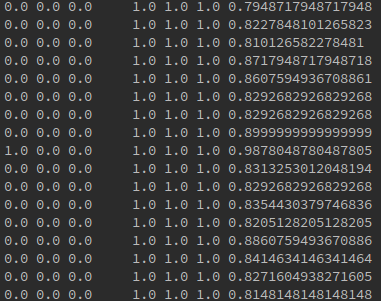 0.0 0.0 0.0 1.0 1.0 1.0 0.7948717948717948
0.0 0.0 0.0 1.0 1.0 1.0 0.8227848101265823
0.0 0.0 0.0 1.0 1.0 1.0 0.810126582278481
0.0 0.0 0.0 1.0 1.0 1.0 0.8717948717948718
0.0 0.0 0.0 1.0 1.0 1.0 0.8607594936708861
0.0 0.0 0.0 1.0 1.0 1.0 0.8292682926829268
0.0 0.0 0.0 1.0 1.0 1.0 0.8292682926829268
0.0 0.0 0.0 1.0 1.0 1.0 0.8999999999999999
1.0 0.0 0.0 1.0 1.0 1.0 0.9878048780487805
0.0 0.0 0.0 1.0 1.0 1.0 0.8313253012048194
0.0 0.0 0.0 1.0 1.0 1.0 0.8292682926829268
0.0 0.0 0.0 1.0 1.0 1.0 0.8354430379746836
0.0 0.0 0.0 1.0 1.0 1.0 0.8205128205128205
0.0 0.0 0.0 1.0 1.0 1.0 0.8860759493670886
0.0 0.0 0.0 1.0 1.0 1.0 0.8414634146341464
0.0 0.0 0.0 1.0 1.0 1.0 0.8271604938271605
0.0 0.0 0.0 1.0 1.0 1.0 0.8148148148148148